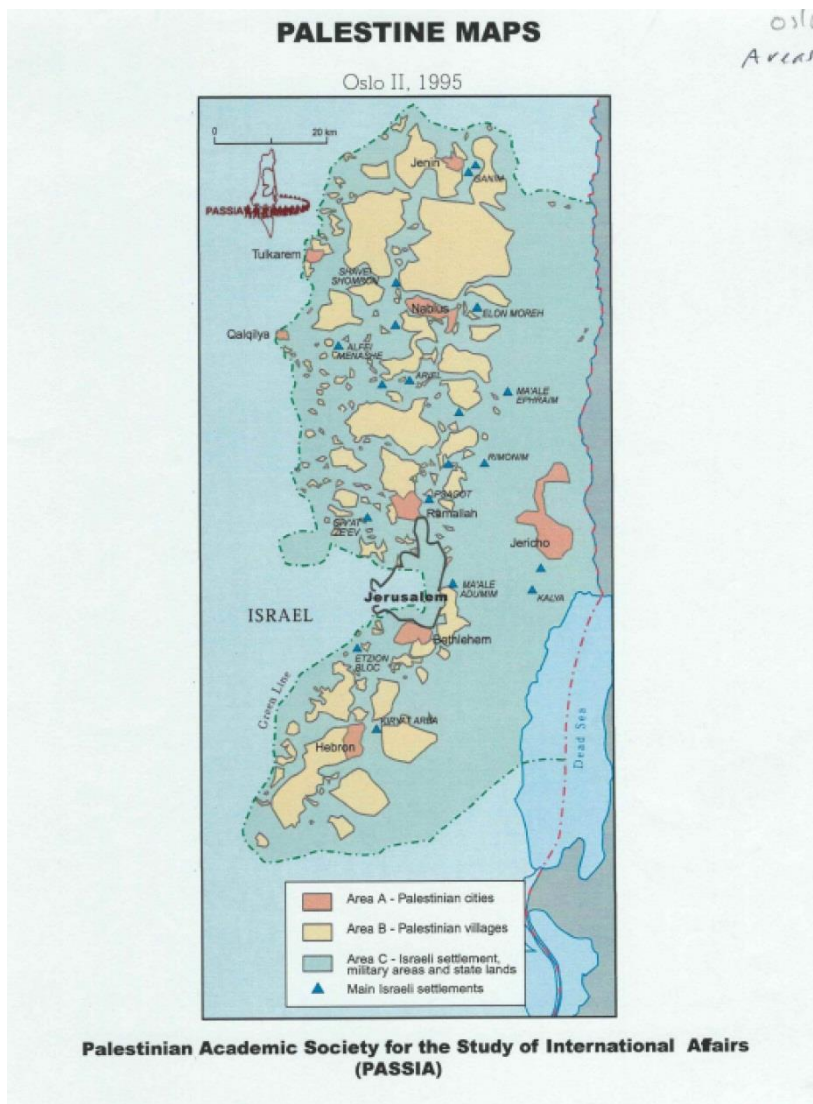 PALESTINE MAPS
Oslo
Areas
Oslo II, 1995
0 20 km
Jenin
GANIM
PASSIA
Tulkarem
SHAVEI
SHOMRON
Nablus
ELON MOREH
Qalqilya
ALFEI
MENASHE
ARIEL
MA'ALE
EPHRAIM
RIMONIM
PSAGOT
Ramallah
GIV'AT
ZE'EV
Jericho
Jerusalem
MA'ALE
ADUMIM
KALYA
ISRAEL
Bethlehem
ETZION
BLOC
Green Line
KIRYAT ARBA
Hebron
Dead Sea
Area A - Palestinian cities
Area B - Palestinian villages
Area C - Israeli settlement,
military areas and state lands
Main Israeli settlements
Palestinian Academic Society for the Study of International Affairs
(PASSIA)